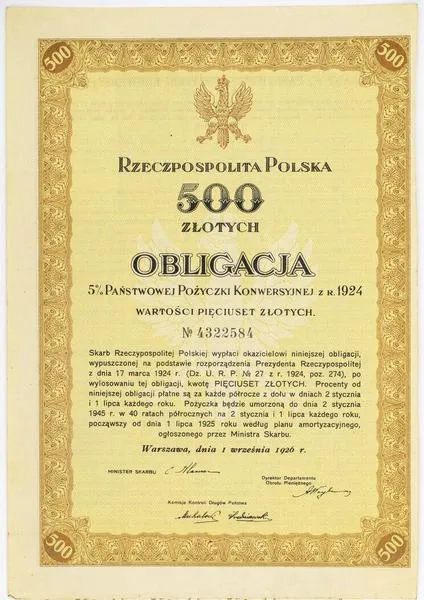 500 500
RZECZPOSPOLITA POLSKA
500
ZŁOTYCH
OBLIGACJA
5% PAŃSTWOWEJ POŻYCZKI KONWERSYJNEJ Z R. 1924
WARTOŚCI PIĘCIUSET ZŁOTYCH.
№ 4322584
Skarb Rzeczypospolitej Polskiej wypłaci okazicielowi niniejszej obligacji,
wypuszczonej na podstawie rozporządzenia Prezydenta Rzeczypospolitej
z dnia 17 marca 1924 r. (Dz. U. R. P. № 27 z r. 1924, poz. 274), po
wylosowaniu tej obligacji, kwotę PIĘCIUSET ZŁOTYCH. Procenty od
niniejszej obligacji płatne są za każde półrocze z dołu w dniach 2 stycznia
i 1 lipca każdego roku. Pożyczka będzie umorzona do dnia 2 stycznia
1945 r. w 40 ratach półrocznych na 2 stycznia i 1 lipca każdego roku,
począwszy od dnia 1 lipca 1925 roku według planu amortyzacyjnego,
ogłoszonego przez Ministra Skarbu.
Warszawa, dnia 1 września 1926 r.
MINISTER SKARBU
Dyrektor Departamentu
Obrotu Pieniężnego
Komisja Kontroli Długów Państwa
500 500